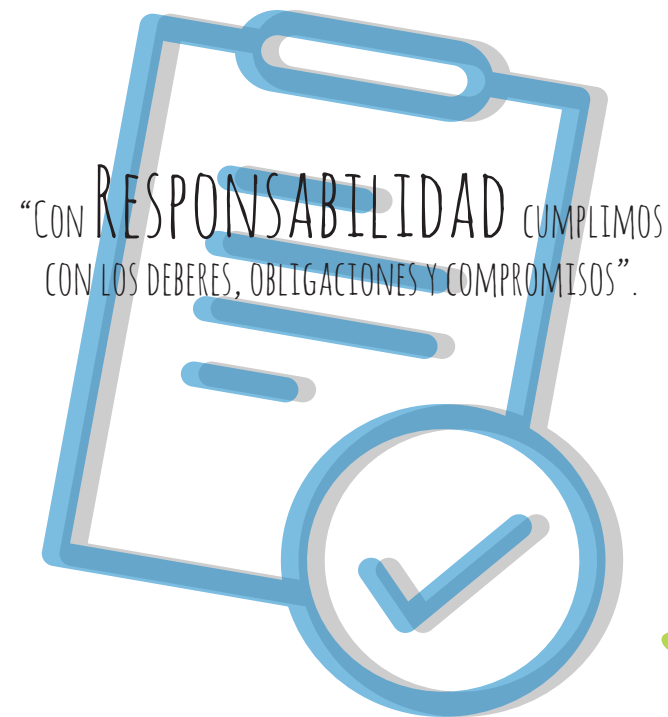 “Con RESPONSABILIDAD cumplimos
con los deberes, obligaciones y compromisos”.